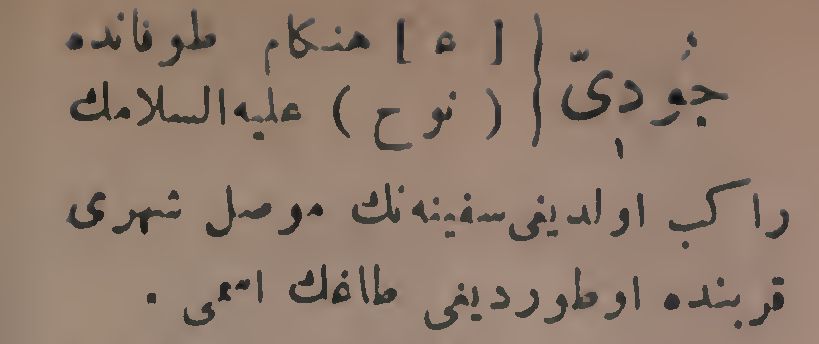 جُودِىّ { [ ع ] هنكام طوفانده
( نوح ) عليه السلامك
راكب اولديغى سفينه نك موصل شهرى
قربنده اوطورديغى طاغك اسمى .